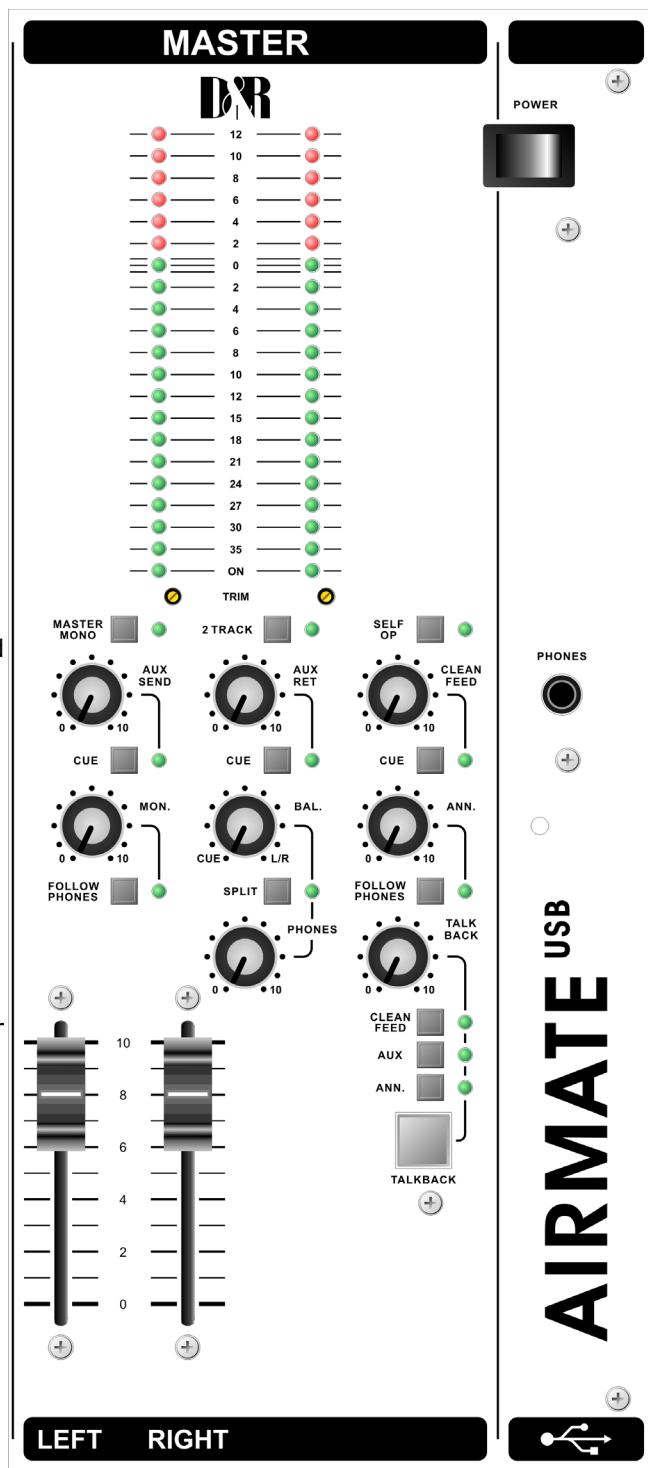 MASTER
D&R
POWER
12
10
8
6
4
2
0
2
4
6
8
10
12
15
18
21
24
27
30
35
ON
TRIM
MASTER
MONO
2 TRACK
SELF
OP
AUX
SEND
AUX
RET
CLEAN
FEED
0 10
0 10
0 10
PHONES
CUE
CUE
CUE
MON.
BAL.
ANN.
0 10
CUE L/R
0 10
FOLLOW
PHONES
SPLIT
FOLLOW
PHONES
PHONES
TALK
BACK
0 10
0 10
CLEAN
FEED
AUX
ANN.
TALKBACK
10
8
6
4
2
0
AIRMATE USB
LEFT RIGHT